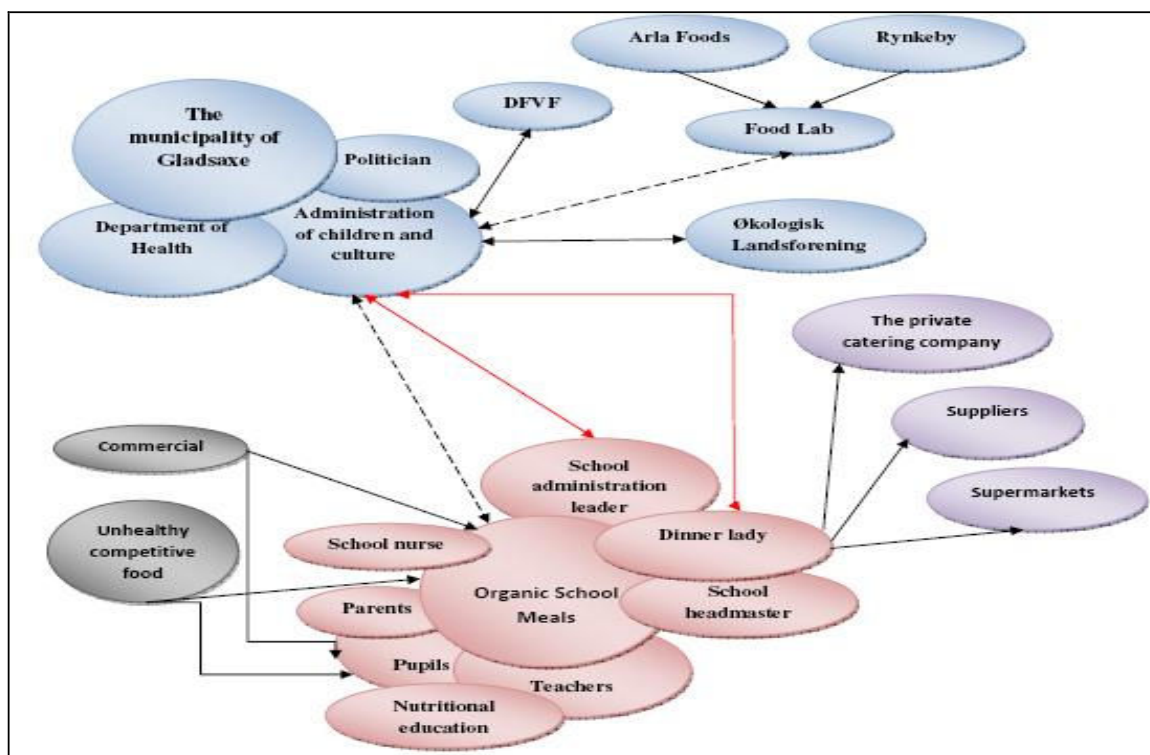 Arla Foods
Rynkeby
DFVF
Food Lab
The
municipality of
Gladsaxe
Politician
Department of
Health
Administration
of children and
culture
Økologisk
Landsforening
The private
catering company
Suppliers
Supermarkets
Commercial
Unhealthy
competitive
food
School
administration
leader
School nurse
Dinner lady
Organic School
Meals
School
headmaster
Parents
Pupils
Teachers
Nutritional
education